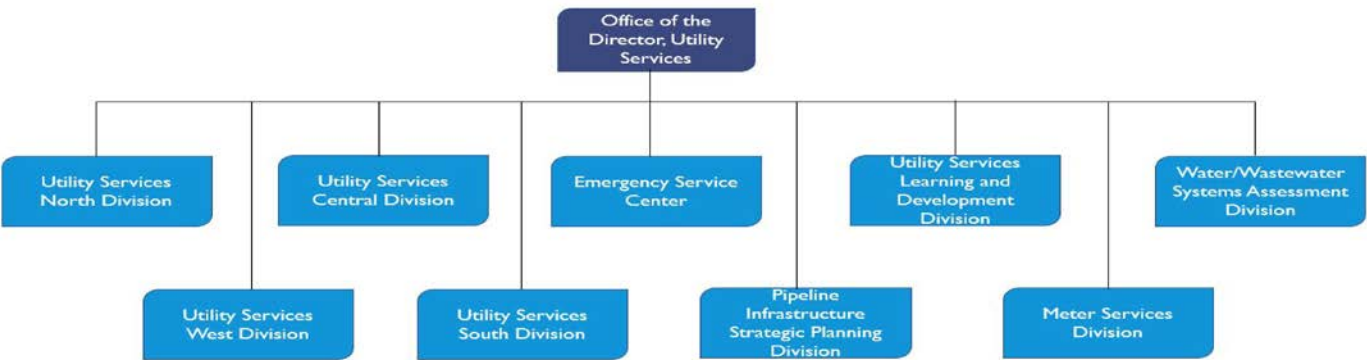 Office of the
Director, Utility
Services
Utility Services
North Division
Utility Services
Central Division
Emergency Service
Center
Utility Services
Learning and
Development
Division
Water/Wastewater
Systems Assessment
Division
Utility Services
West Division
Utility Services
South Division
Pipeline
Infrastructure
Strategic Planning
Division
Meter Services
Division